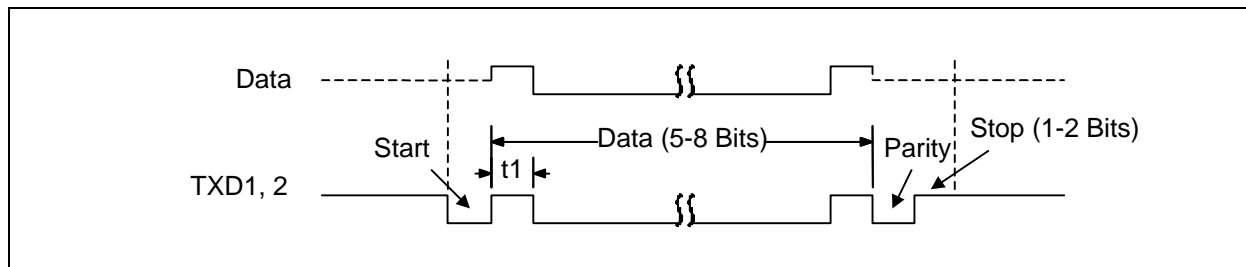 Data
Data (5-8 Bits)
Stop (1-2 Bits)
Start
Parity
t1
TXD1, 2